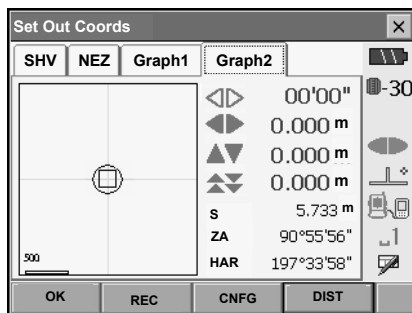 Set Out Coords
SHV NEZ Graph1 Graph2
00'00"
-30
0.000 m
0.000 m
0.000 m
S 5.733 m
ZA 90°55'56"
1
500
HAR 197°33'58"
OK REC CNFG DIST